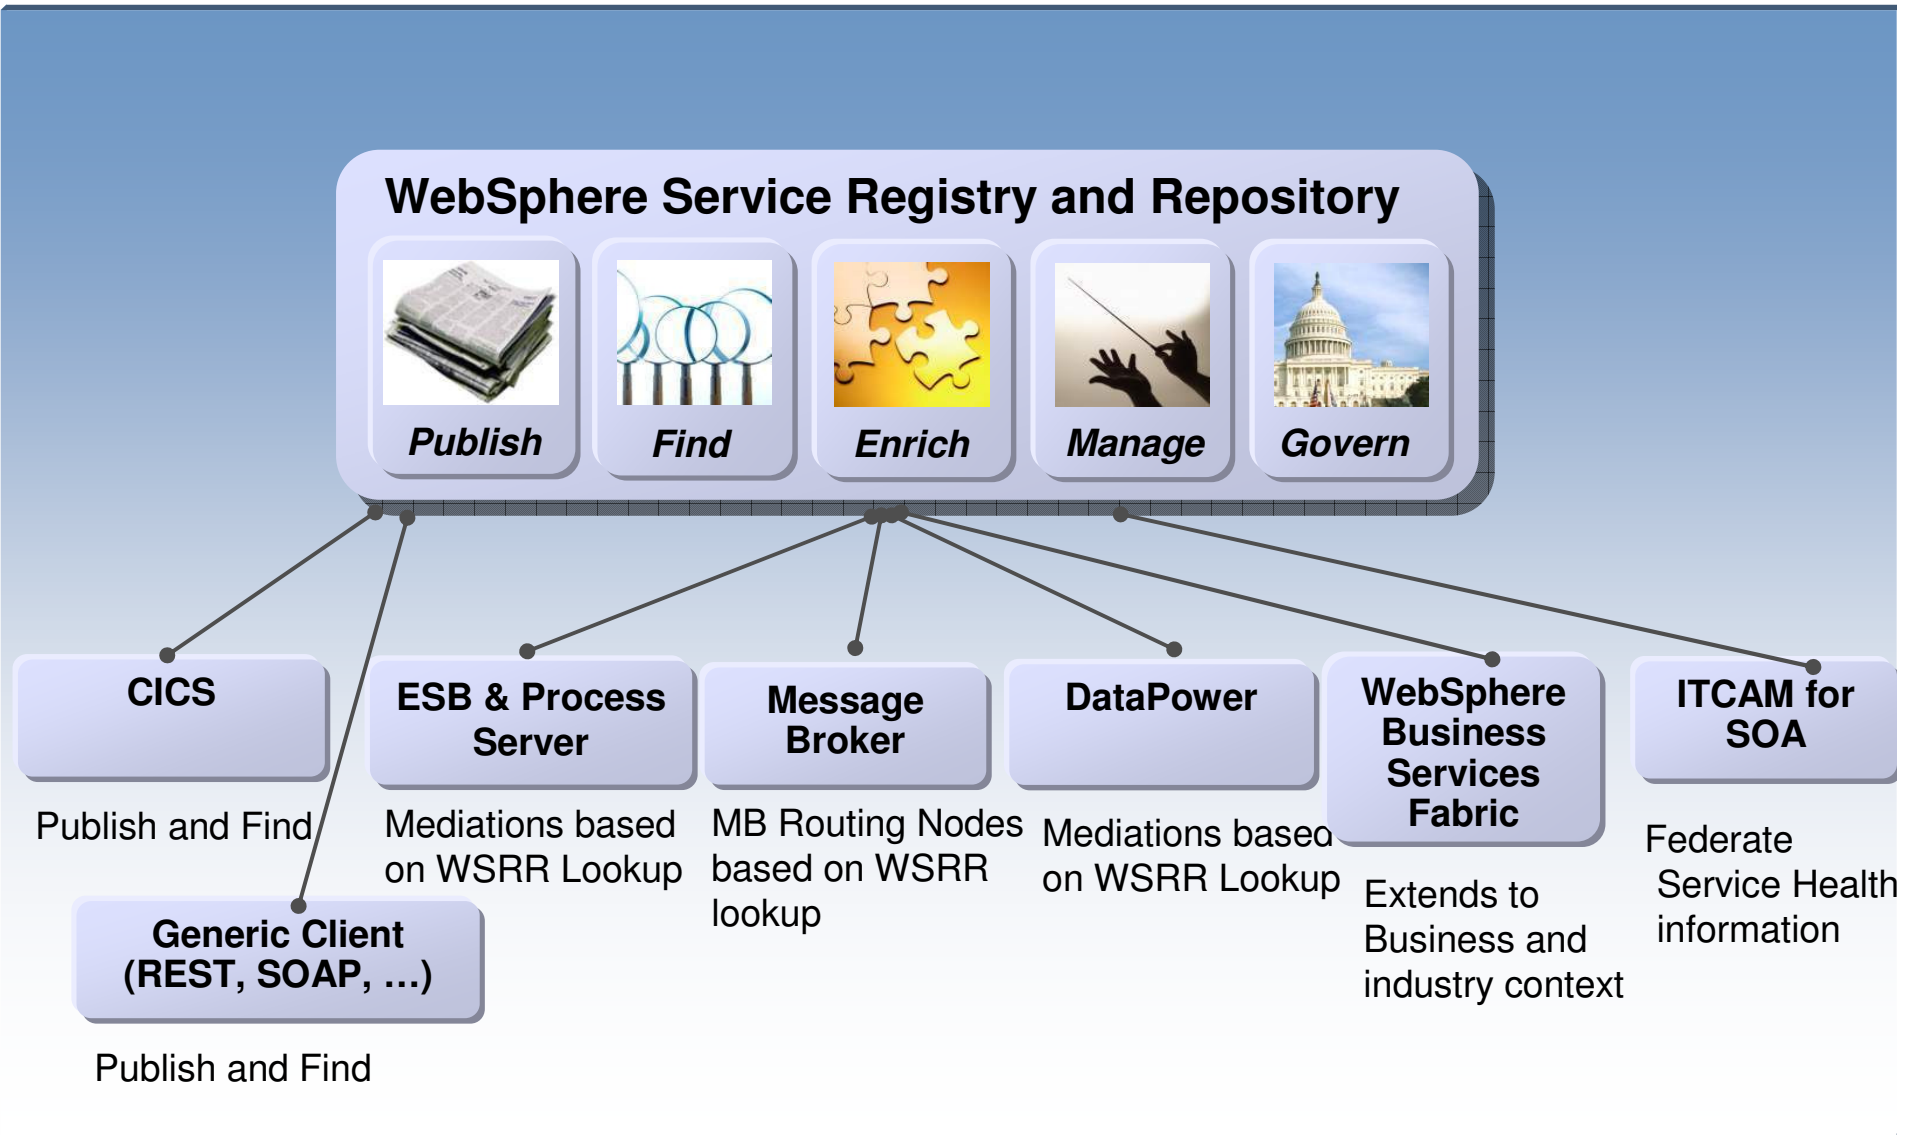 WebSphere Service Registry and Repository
Publish
Find
Enrich
Manage
Govern
CICS
Publish and Find
Generic Client
(REST, SOAP, …)
Publish and Find
ESB & Process
Server
Mediations based
on WSRR Lookup
Message
Broker
MB Routing Nodes
based on WSRR
lookup
DataPower
Mediations based
on WSRR Lookup
WebSphere
Business
Services
Fabric
Extends to
Business and
industry context
ITCAM for
SOA
Federate
Service Health
information